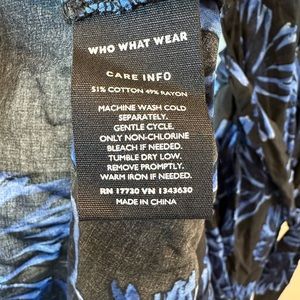 WHO WHAT WEAR
CARE INFO
51% COTTON 49% RAYON
MACHINE WASH COLD
SEPARATELY.
GENTLE CYCLE.
ONLY NON-CHLORINE
BLEACH IF NEEDED.
TUMBLE DRY LOW.
REMOVE PROMPTLY.
WARM IRON IF NEEDED.
RN 17730 VN 1343630
MADE IN CHINA